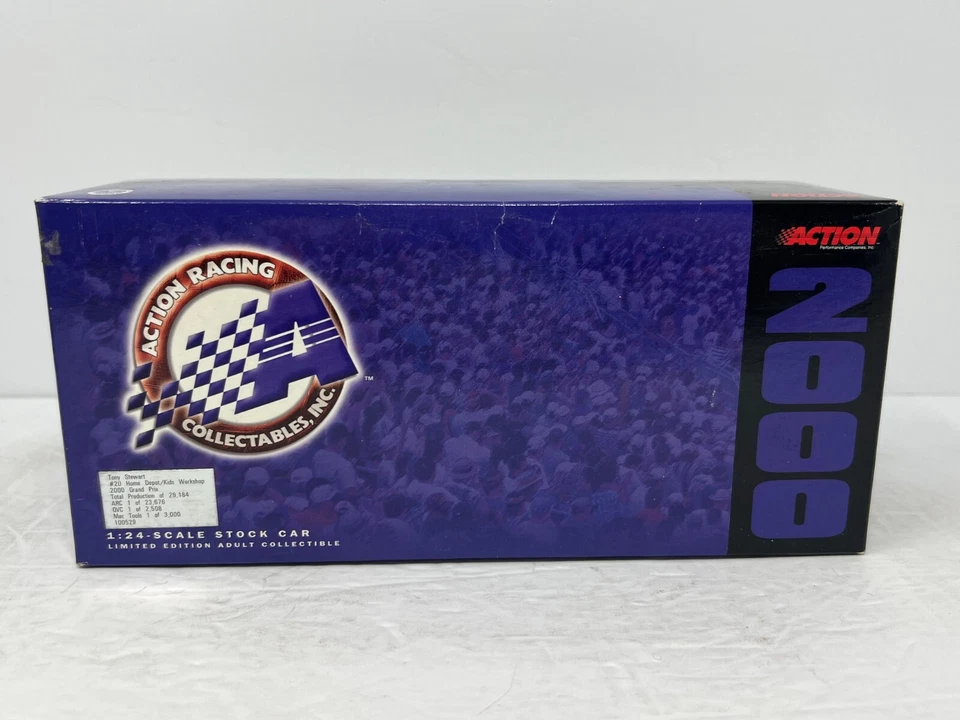 ACTION RACING
A
COLLECTABLES, INC.
TM
Tony Stewart
#20 Home Depot/Kids Workshop
2000 Grand Prix
Total Production of 29,184
ARC 1 of 23,676
QVC 1 of 2,508
Mac Tools 1 of 3,000
100529
1:24-SCALE STOCK CAR
LIMITED EDITION ADULT COLLECTIBLE
ACTION
Performance Companies, Inc.
2000